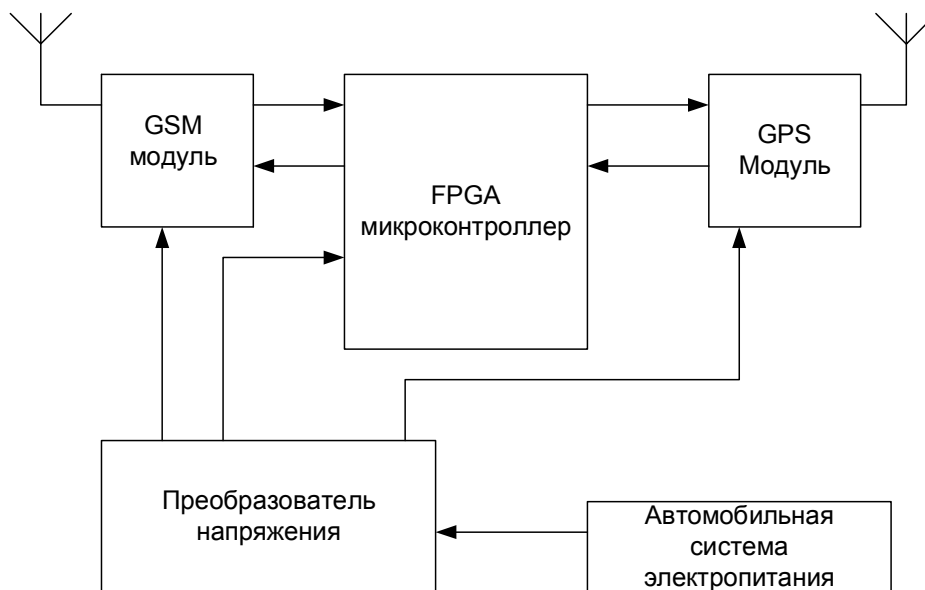 GSM
модуль
FPGA
микроконтроллер
GPS
Модуль
Преобразователь
напряжения
Автомобильная
система
электропитания